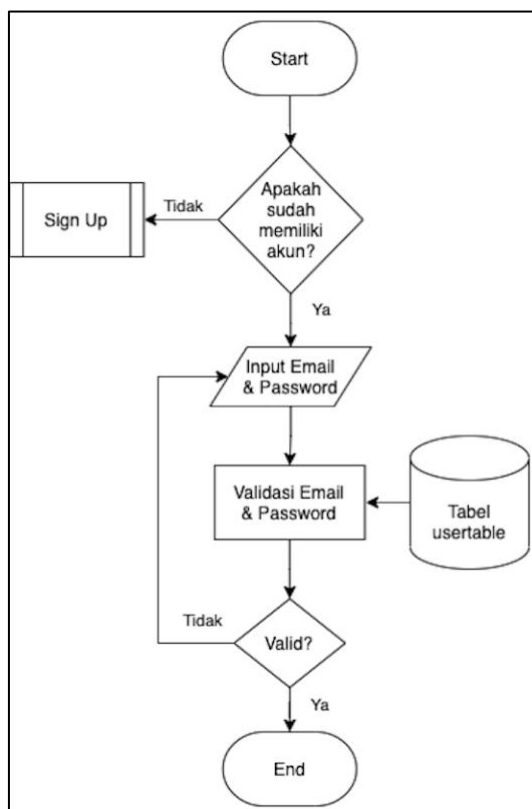 Start
Apakah
sudah
memiliki
akun?
Tidak
Sign Up
Ya
Input Email
& Password
Validasi Email
& Password
Tabel
usertable
Tidak
Valid?
Ya
End